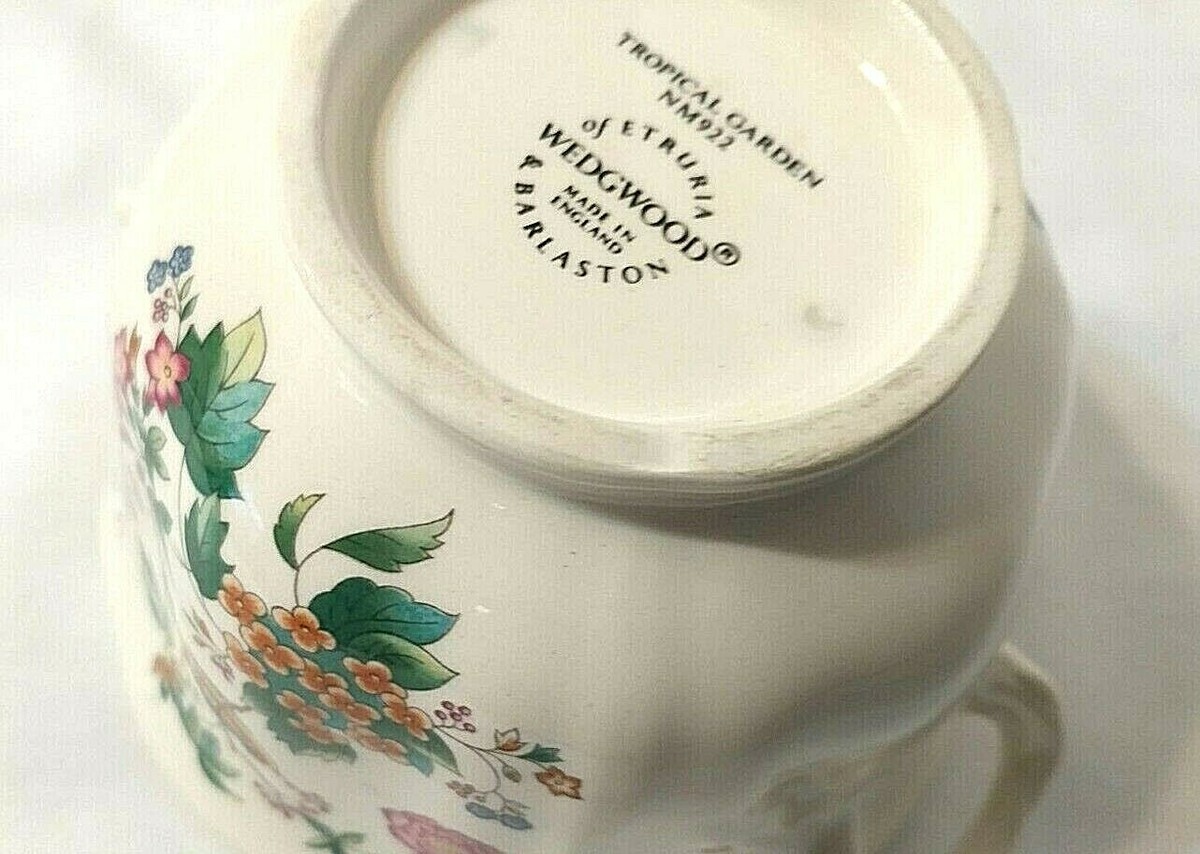 TROPICAL GARDEN
NM922
of ETRURIA
WEDGWOOD®
MADE IN
ENGLAND
& BARLASTON